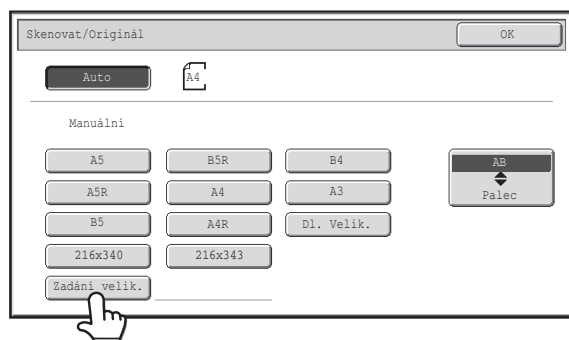 Skenovat/Originál OK
Auto A4
Manuální
A5 B5R B4 AB
A5R A4 A3 Palec
B5 A4R Dl. Velik.
216x340 216x343
Zadání velik.